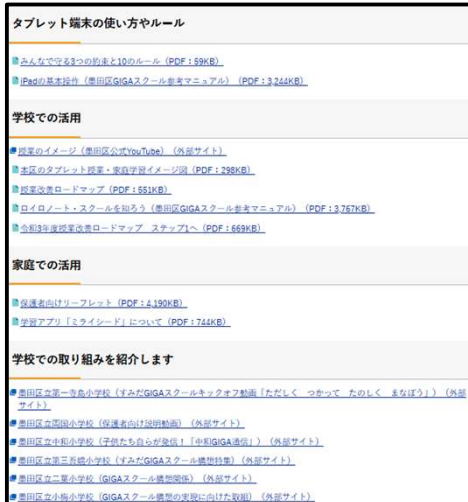 タブレット端末の使い方やルール
みんなで守る3つの約束と10のルール（PDF：59KB）
iPadの基本操作（墨田区GIGAスクール参考マニュアル）（PDF：3,244KB）
学校での活用
授業のイメージ（墨田区公式YouTube）（外部サイト）
本区のタブレット授業・家庭学習イメージ図（PDF：298KB）
授業改善ロードマップ（PDF：551KB）
ロイロノート・スクールを知ろう（墨田区GIGAスクール参考マニュアル）（PDF：3,767KB）
令和3年度授業改善ロードマップ　ステップ1へ（PDF：669KB）
家庭での活用
保護者向けリーフレット（PDF：4,190KB）
学習アプリ「ミライシード」について（PDF：744KB）
学校での取り組みを紹介します
墨田区立第一寺島小学校（すみだGIGAスクールキックオフ動画「ただしく　つかって　たのしく　まなぼう」）（外部
サイト）
墨田区立両国小学校（保護者向け説明動画）（外部サイト）
墨田区立中和小学校（子供たち自らが発信！「中和GIGA通信」）（外部サイト）
墨田区立第三吾嬬小学校（すみだGIGAスクール構想特集）（外部サイト）
墨田区立二葉小学校（GIGAスクール構想関係）（外部サイト）
墨田区立小梅小学校（GIGAスクール構想の実現に向けた取組）（外部サイト）